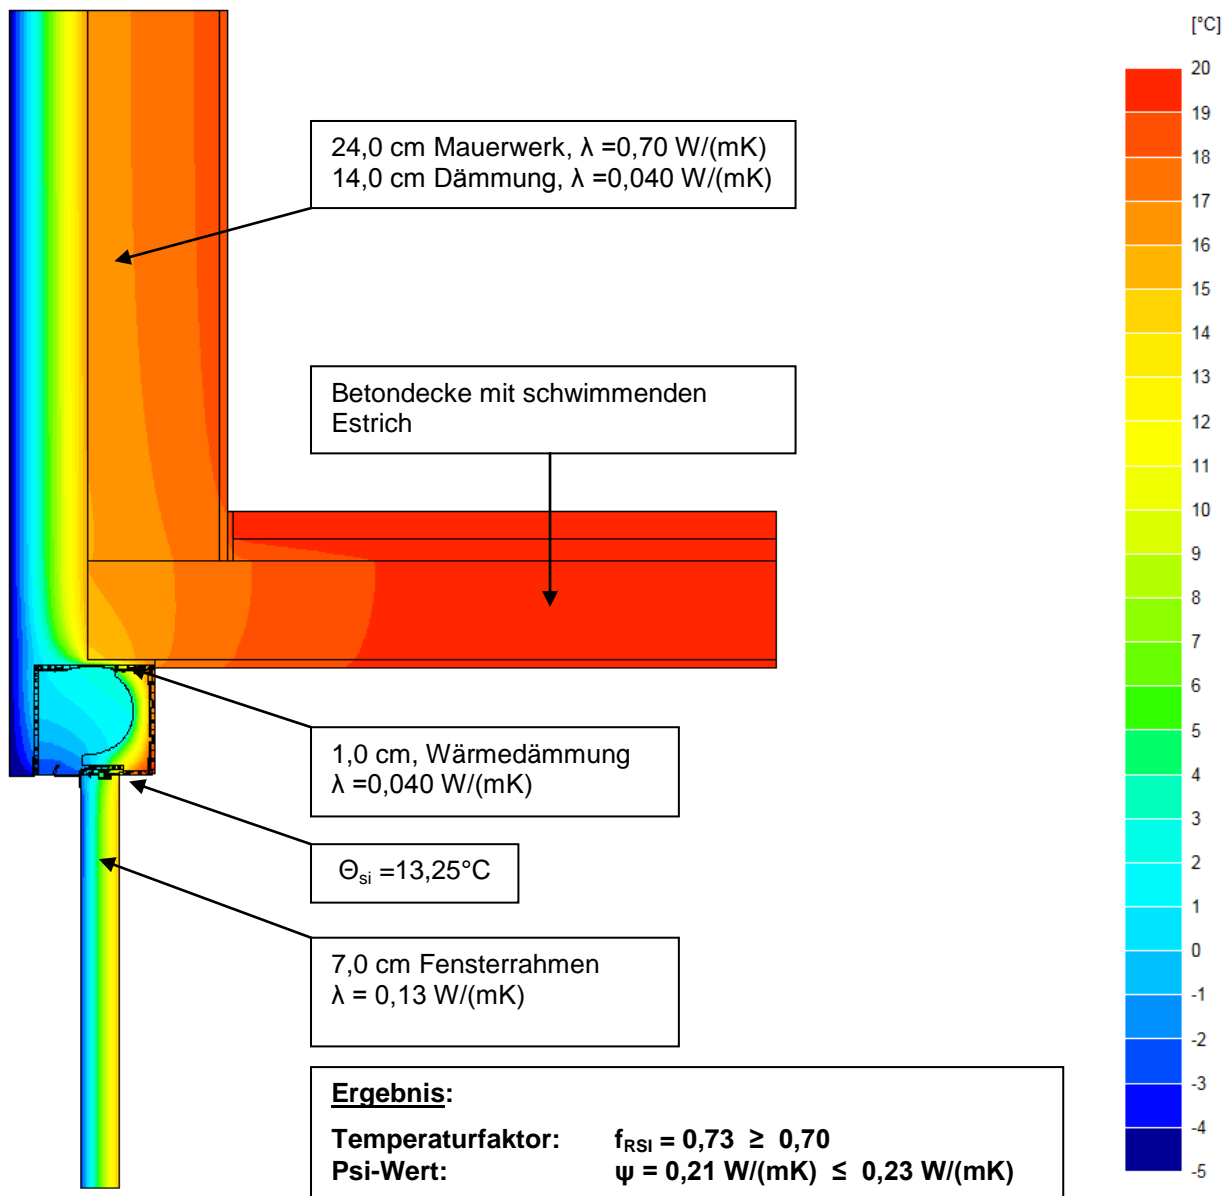 [°C]
24,0 cm Mauerwerk, λ =0,70 W/(mK)
14,0 cm Dämmung, λ =0,040 W/(mK)
Betondecke mit schwimmenden
Estrich
1,0 cm, Wärmedämmung
λ =0,040 W/(mK)
Θsi =13,25°C
7,0 cm Fensterrahmen
λ = 0,13 W/(mK)
Ergebnis:
Temperaturfaktor: fRSI = 0,73 ≥ 0,70
Psi-Wert: ψ = 0,21 W/(mK) ≤ 0,23 W/(mK)
20
19
18
17
16
15
14
13
12
11
10
9
8
7
6
5
4
3
2
1
0
-1
-2
-3
-4
-5